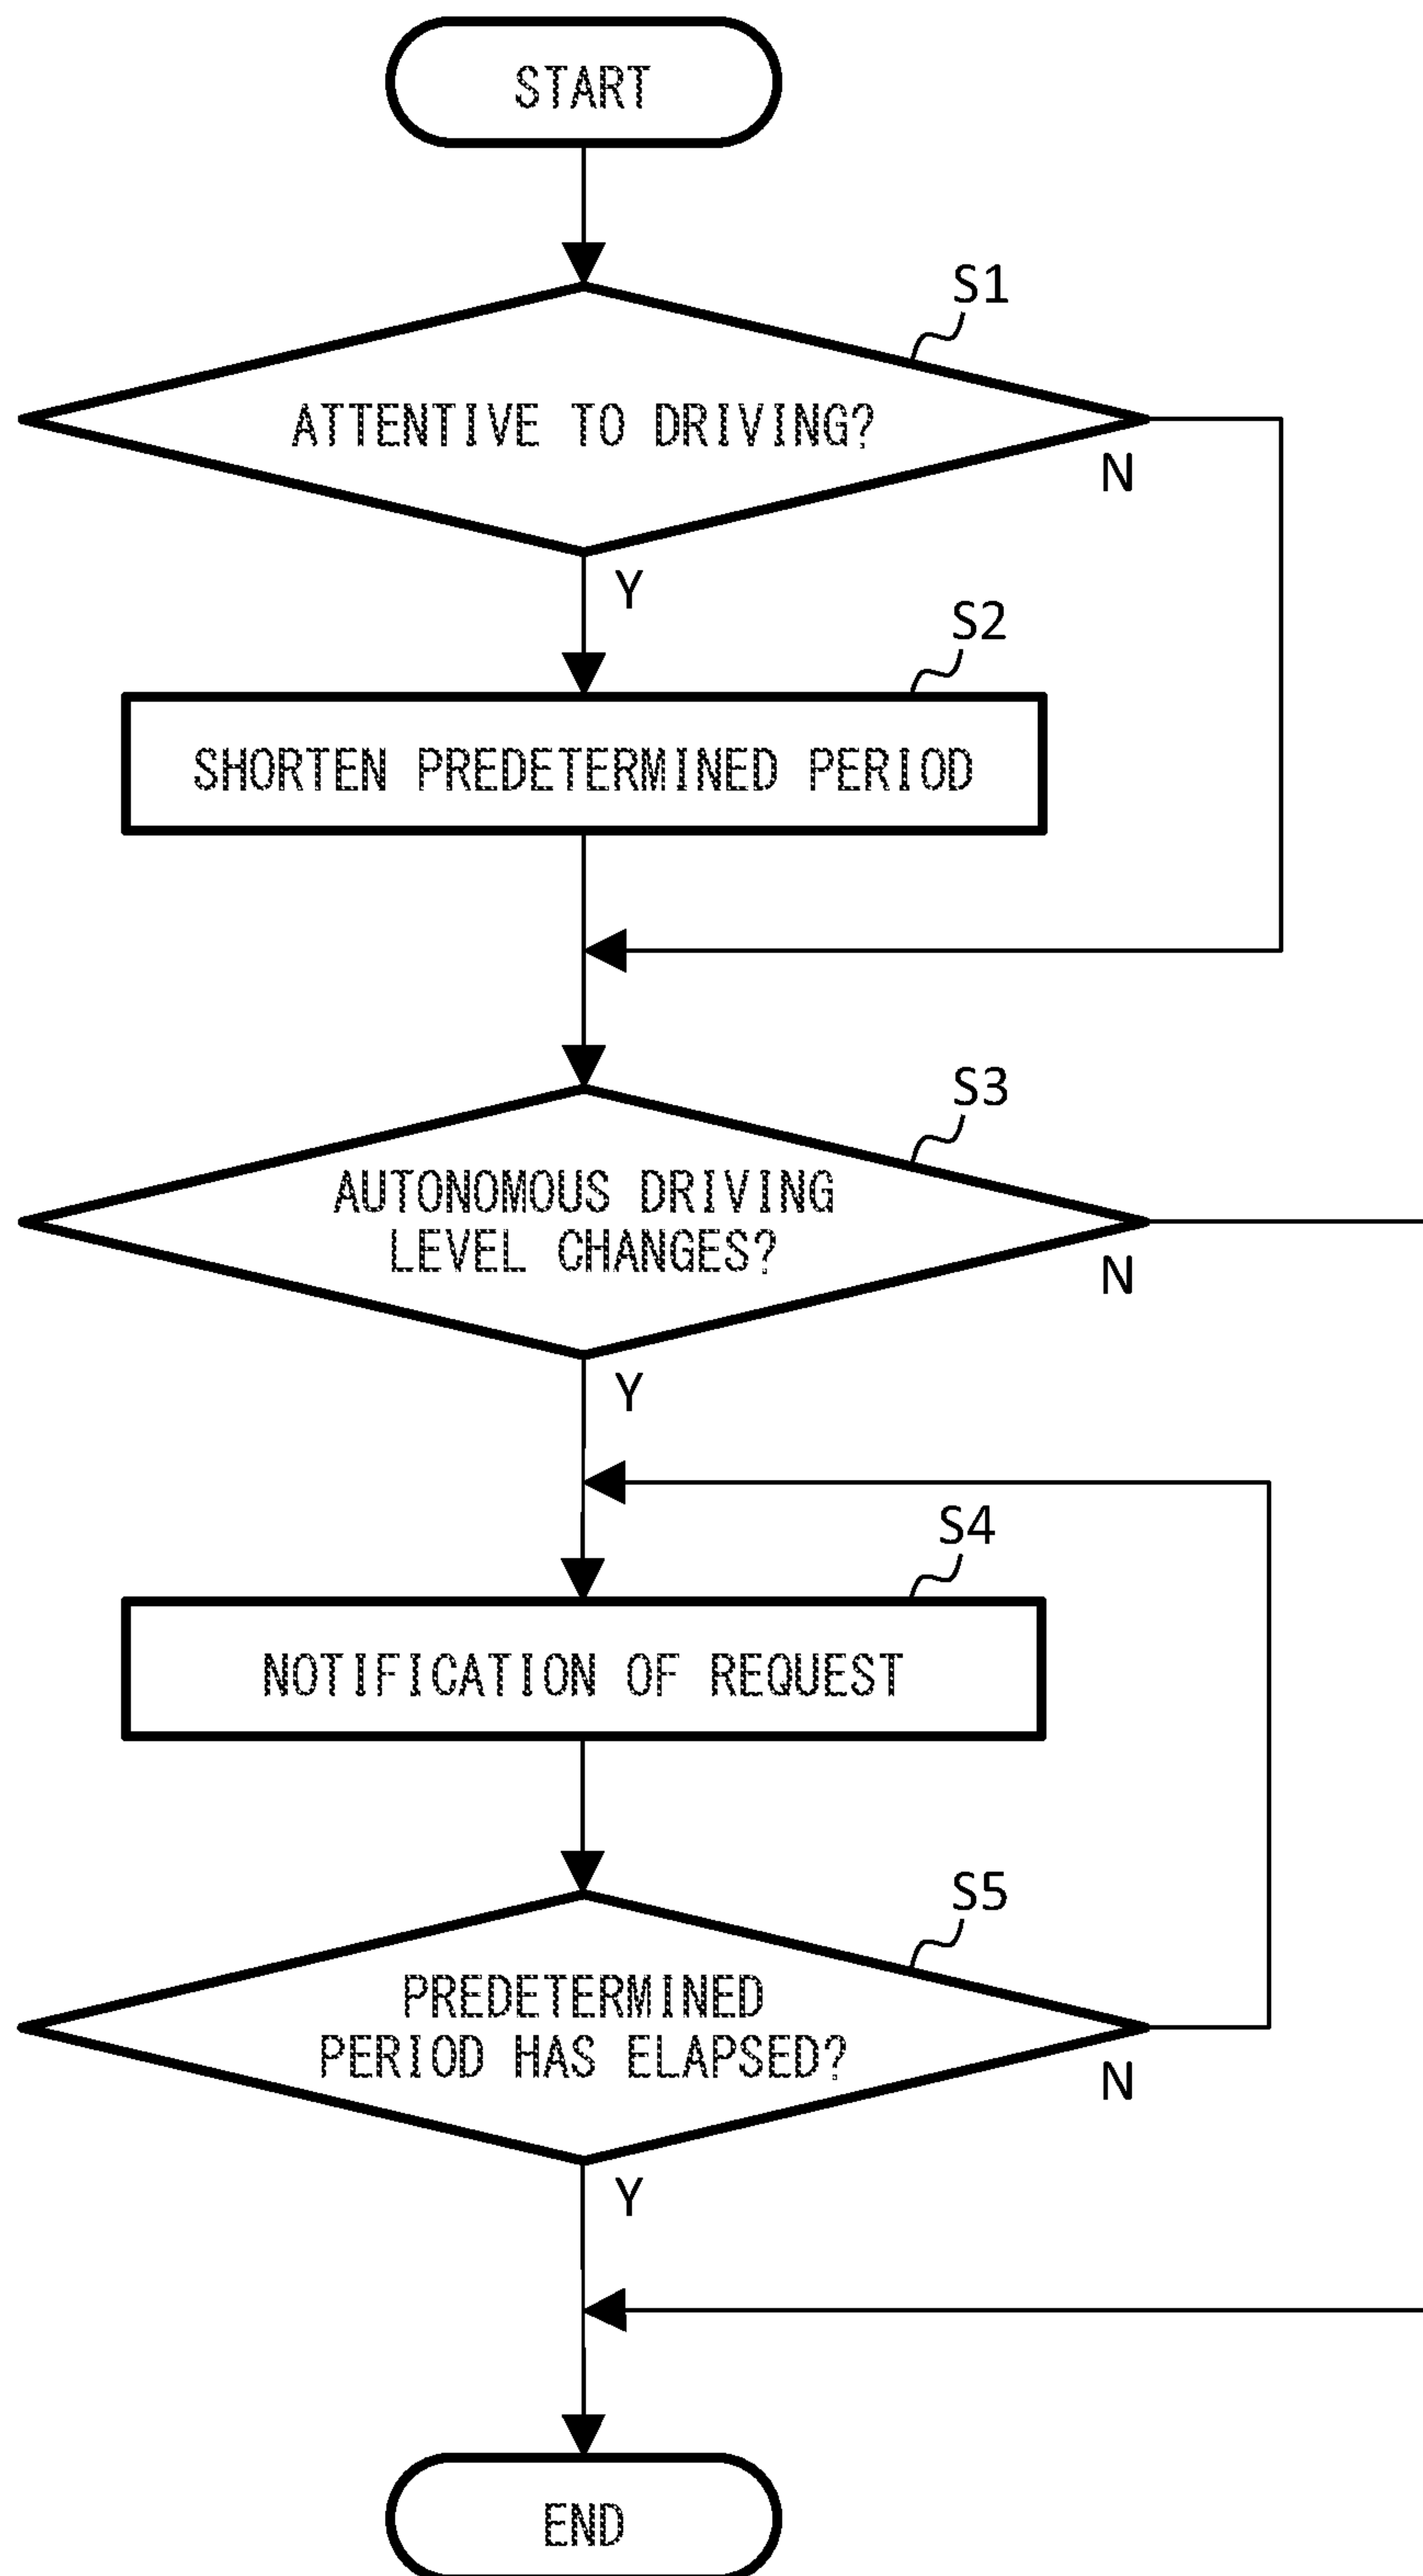 START
S1
ATTENTIVE TO DRIVING?
N
Y
S2
SHORTEN PREDETERMINED PERIOD
S3
AUTONOMOUS DRIVING
LEVEL CHANGES?
N
Y
S4
NOTIFICATION OF REQUEST
S5
PREDETERMINED
PERIOD HAS ELAPSED?
N
Y
END